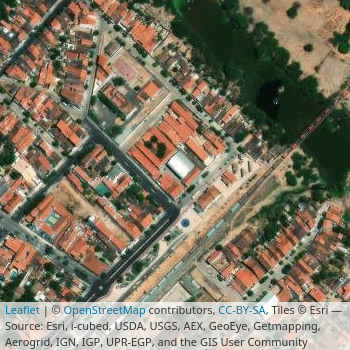 Leaflet | © OpenStreetMap contributors, CC-BY-SA, Tiles © Esri —
Source: Esri, i-cubed, USDA, USGS, AEX, GeoEye, Getmapping,
Aerogrid, IGN, IGP, UPR-EGP, and the GIS User Community